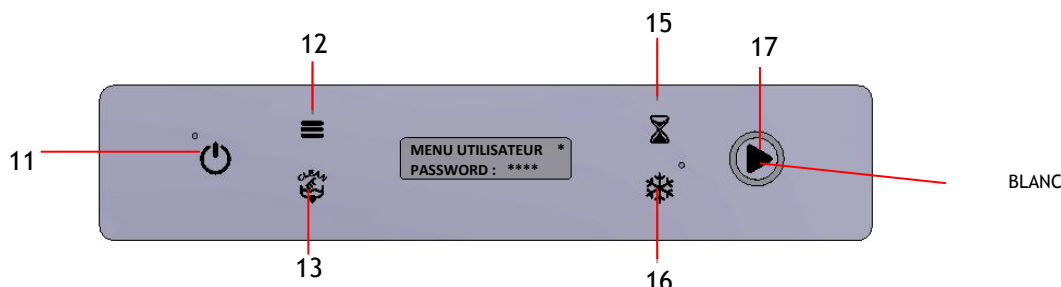 15
17
12
11
MENU UTILISATEUR *
PASSWORD : ****
CLEAN
BLANC
13
16